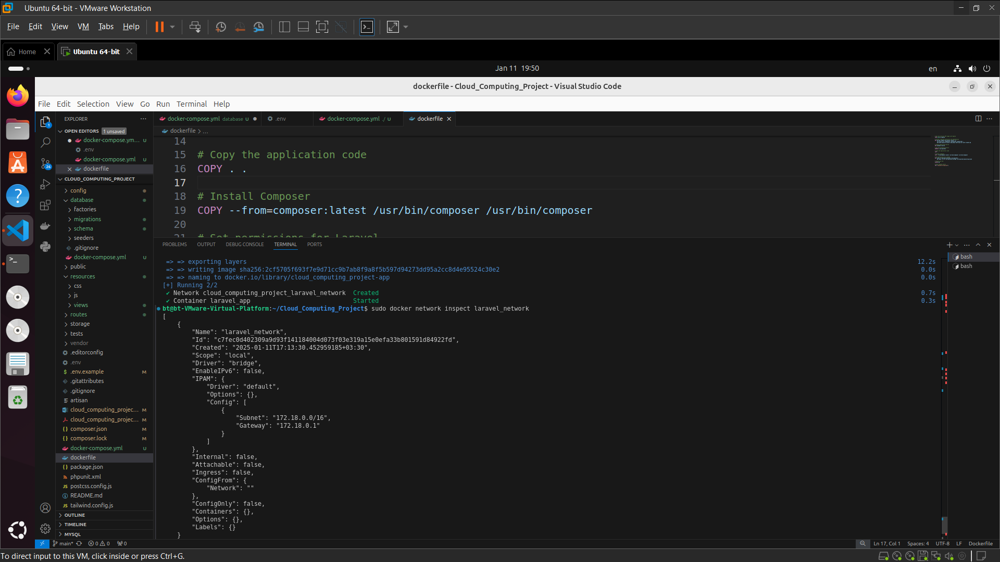 Ubuntu 64-bit - VMware Workstation
File Edit View VM Tabs Help
Home
Ubuntu 64-bit
Jan 11 19:50
en
dockerfile - Cloud_Computing_Project - Visual Studio Code
File Edit Selection View Go Run Terminal Help
EXPLORER
OPEN EDITORS 1 unsaved
docker-compose.ym... U
.env
docker-compose.yml U
dockerfile
CLOUD_COMPUTING_PROJECT
config
database
factories
migrations
schema
seeders
.gitignore
docker-compose.yml U
public
resources
css
js
views
routes
storage
tests
vendor
.editorconfig
.env
.env.example M
.gitattributes
.gitignore
artisan
cloud_computing_projec... M
cloud_computing_projec... M
composer.json M
composer.lock M
docker-compose.yml U
dockerfile
package.json
phpunit.xml
postcss.config.js
README.md
tailwind.config.js
OUTLINE
TIMELINE
MYSQL
1
26
docker-compose.yml database U
.env
docker-compose.yml ./ U
dockerfile
dockerfile > ...
14
15 # Copy the application code
16 COPY . .
17
18 # Install Composer
19 COPY --from=composer:latest /usr/bin/composer /usr/bin/composer
20
21 # Set permissions for Laravel
PROBLEMS OUTPUT DEBUG CONSOLE TERMINAL PORTS
bash
bash
=> => exporting layers 12.2s
=> => writing image sha256:2cf5705f693f7e9d71cc9b7ab8f9a8f5b597d94273dd95a2cc8d4e95524c30e2 0.0s
=> => naming to docker.io/library/cloud_computing_project-app 0.0s
[+] Running 2/2
✔ Network cloud_computing_project_laravel_network Created 0.7s
✔ Container laravel_app Started 0.3s
bt@bt-VMware-Virtual-Platform:~/Cloud_Computing_Project$ sudo docker network inspect laravel_network
[
{
"Name": "laravel_network",
"Id": "c7fec0d402309a9d93f141184004d073f03e319a15e0efa33b801591d84922fd",
"Created": "2025-01-11T17:13:30.452959185+03:30",
"Scope": "local",
"Driver": "bridge",
"EnableIPv6": false,
"IPAM": {
"Driver": "default",
"Options": {},
"Config": [
{
"Subnet": "172.18.0.0/16",
"Gateway": "172.18.0.1"
}
]
},
"Internal": false,
"Attachable": false,
"Ingress": false,
"ConfigFrom": {
"Network": ""
},
"ConfigOnly": false,
"Containers": {},
"Options": {},
"Labels": {}
}
main* 0 0 0
Ln 17, Col 1 Spaces: 4 UTF-8 LF Dockerfile
To direct input to this VM, click inside or press Ctrl+G.